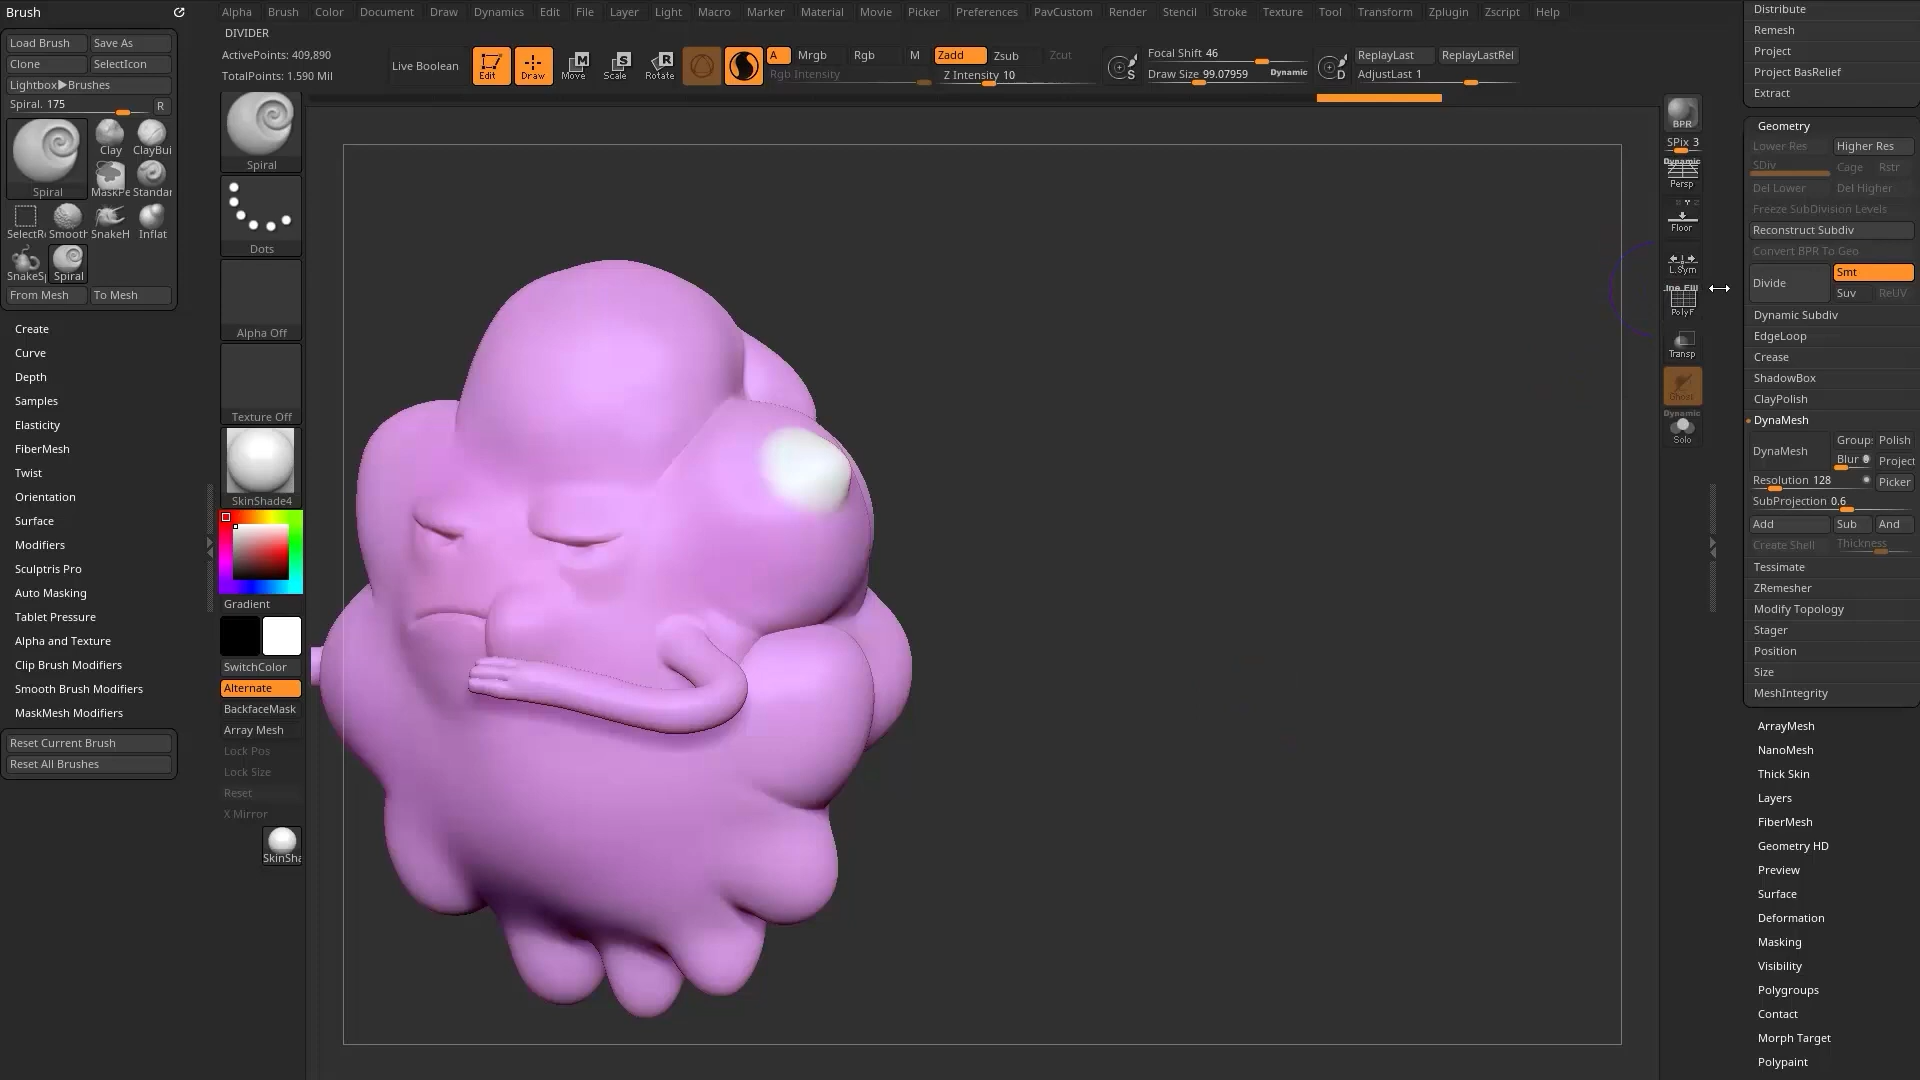 Brush
Alpha Brush Color Document Draw Dynamics Edit File Layer Light Macro Marker Material Movie Picker Preferences PavCustom Render Stencil Stroke Texture Tool Transform Zplugin Zscript Help
DIVIDER
Load Brush Save As
Clone SelectIcon
Lightbox▶Brushes
Spiral. 175 R
Spiral
Clay ClayBui
MaskPe Standar
SelectRe Smooth SnakeH Inflat
SnakeSp Spiral
From Mesh To Mesh
Create
Curve
Depth
Samples
Elasticity
FiberMesh
Twist
Orientation
Surface
Modifiers
Sculptris Pro
Auto Masking
Tablet Pressure
Alpha and Texture
Clip Brush Modifiers
Smooth Brush Modifiers
MaskMesh Modifiers
Reset Current Brush
Reset All Brushes
ActivePoints: 409,890
TotalPoints: 1.590 Mil
Live Boolean
Edit Draw Move Scale Rotate
A Mrgb Rgb M
Rgb Intensity
Zadd Zsub Zcut
Z Intensity 10
S
Focal Shift 46
Draw Size 99.07959 Dynamic
D
ReplayLast ReplayLastRel
AdjustLast 1
Spiral
Dots
Alpha Off
Texture Off
SkinShade4
Gradient
SwitchColor
Alternate
BackfaceMask
Array Mesh
Lock Pos
Lock Size
Reset
X Mirror
SkinSha
BPR
SPix 3
Dynamic
Persp
Floor
L.Sym
Line Fill
PolyF
Transp
Ghost
Dynamic
Solo
Distribute
Remesh
Project
Project BasRelief
Extract
Geometry
Lower Res Higher Res
SDiv Cage Rstr
Del Lower Del Higher
Freeze SubDivision Levels
Reconstruct Subdiv
Convert BPR To Geo
Divide Smt
Suv ReUV
Dynamic Subdiv
EdgeLoop
Crease
ShadowBox
ClayPolish
DynaMesh
DynaMesh Group: Polish
Blur Project
Resolution 128 Picker
SubProjection 0.6
Add Sub And
Create Shell Thickness
Tessimate
ZRemesher
Modify Topology
Stager
Position
Size
MeshIntegrity
ArrayMesh
NanoMesh
Thick Skin
Layers
FiberMesh
Geometry HD
Preview
Surface
Deformation
Masking
Visibility
Polygroups
Contact
Morph Target
Polypaint